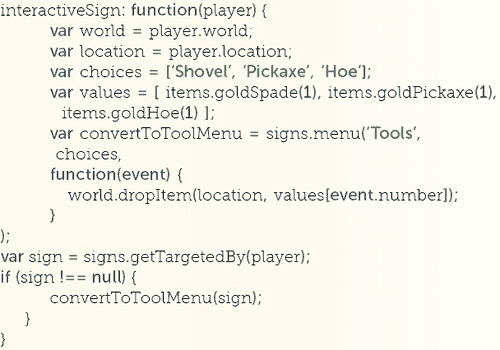 interactiveSign: function(player) {
var world = player.world;
var location = player.location;
var choices = [‘Shovel’, ‘Pickaxe’, ‘Hoe’];
var values = [ items.goldSpade(1), items.goldPickaxe(1),
items.goldHoe(1) ];
var convertToToolMenu = signs.menu(‘Tools’,
choices,
function(event) {
world.dropItem(location, values[event.number]);
}
);
var sign = signs.getTargetedBy(player);
if (sign !== null) {
convertToToolMenu(sign);
}
}